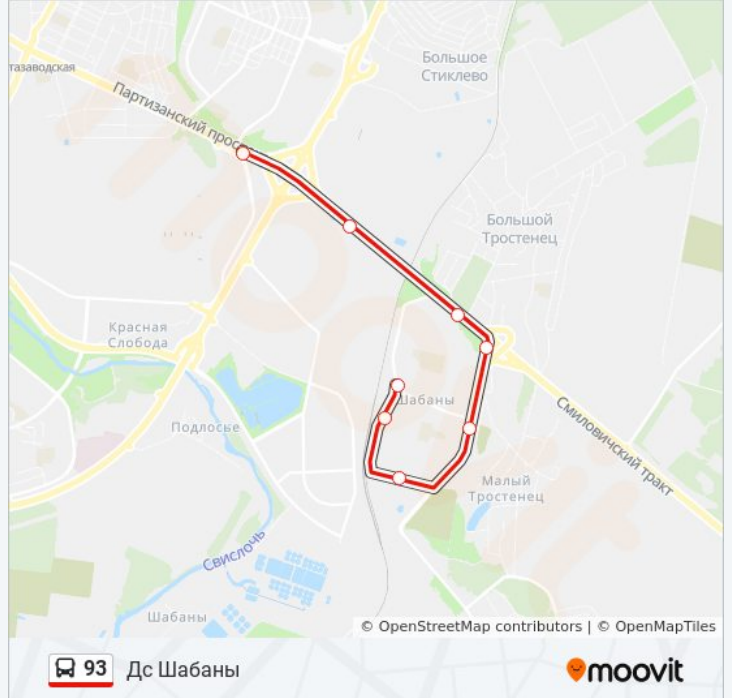 Большое
Стиклево
тазаводская
Партизанский просп
Большой
Тростенец
Красная
Слобода
Шабаны
Смиловичский тракт
Подлосье
Малый
Тростенец
Свислочь
Шабаны
© OpenStreetMap contributors | © OpenMapTiles
93 Дс Шабаны
moovit